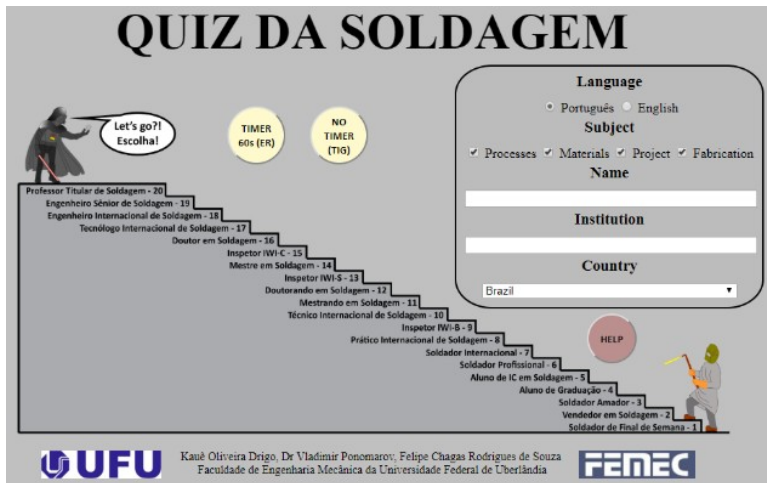 QUIZ DA SOLDAGEM
Let's go?!
Escolha!
TIMER
60s (ER)
NO
TIMER
(TIG)
Language
Português English
Subject
Processes Materials Project Fabrication
Name
Institution
Country
Brazil
HELP
Professor Titular de Soldagem - 20
Engenheiro Sênior de Soldagem - 19
Engenheiro Internacional de Soldagem - 18
Tecnólogo Internacional de Soldagem - 17
Doutor em Soldagem - 16
Inspetor IWI-C - 15
Mestre em Soldagem - 14
Inspetor IWI-S - 13
Doutorando em Soldagem - 12
Mestrando em Soldagem - 11
Técnico Internacional de Soldagem - 10
Inspetor IWI-B - 9
Prático Internacional de Soldagem - 8
Soldador Internacional - 7
Soldador Profissional - 6
Aluno de IC em Soldagem - 5
Aluno de Graduação - 4
Soldador Amador - 3
Vendedor em Soldagem - 2
Soldador de Final de Semana - 1
UFU
Kauê Oliveira Drigo, Dr Vladimir Ponomarov, Felipe Chagas Rodrigues de Souza
Faculdade de Engenharia Mecânica da Universidade Federal de Uberlândia
FEMEC